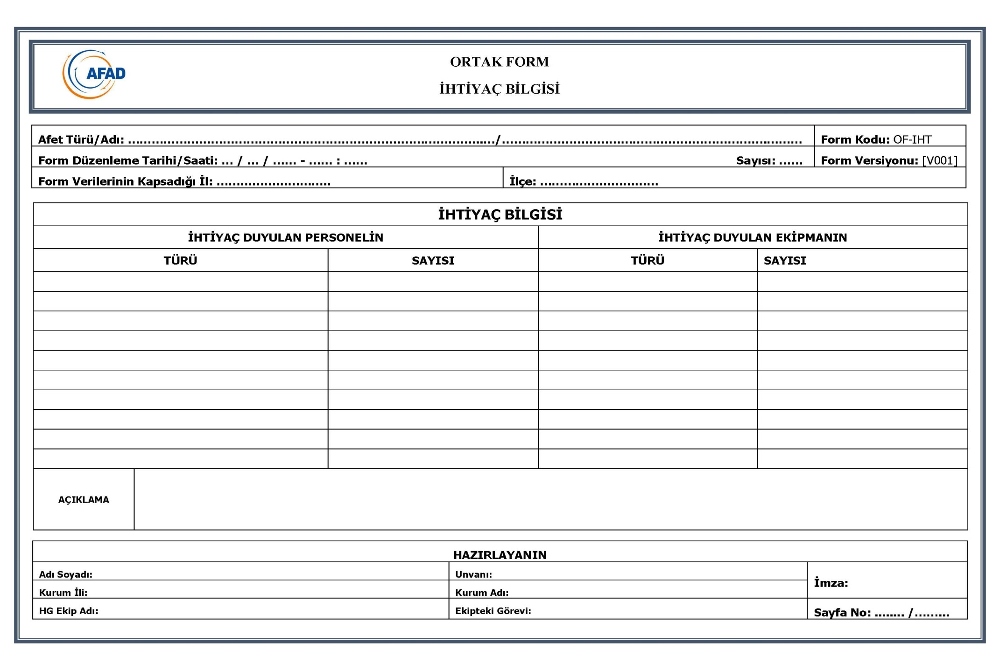 AFAD
ORTAK FORM
İHTİYAÇ BİLGİSİ
Afet Türü/Adı: ............................................................................................/........................................................................... Form Kodu: OF-IHT
Form Düzenleme Tarihi/Saati: ... / ... / ...... - ...... : ...... Sayısı: ...... Form Versiyonu: [V001]
Form Verilerinin Kapsadığı İl: ............................. İlçe: ..............................
İHTİYAÇ BİLGİSİ
İHTİYAÇ DUYULAN PERSONELİN İHTİYAÇ DUYULAN EKİPMANIN
TÜRÜ SAYISI TÜRÜ SAYISI
AÇIKLAMA
HAZIRLAYANIN
Adı Soyadı: Unvanı:
İmza:
Kurum İli: Kurum Adı:
HG Ekip Adı: Ekipteki Görevi: Sayfa No: ........ /.........